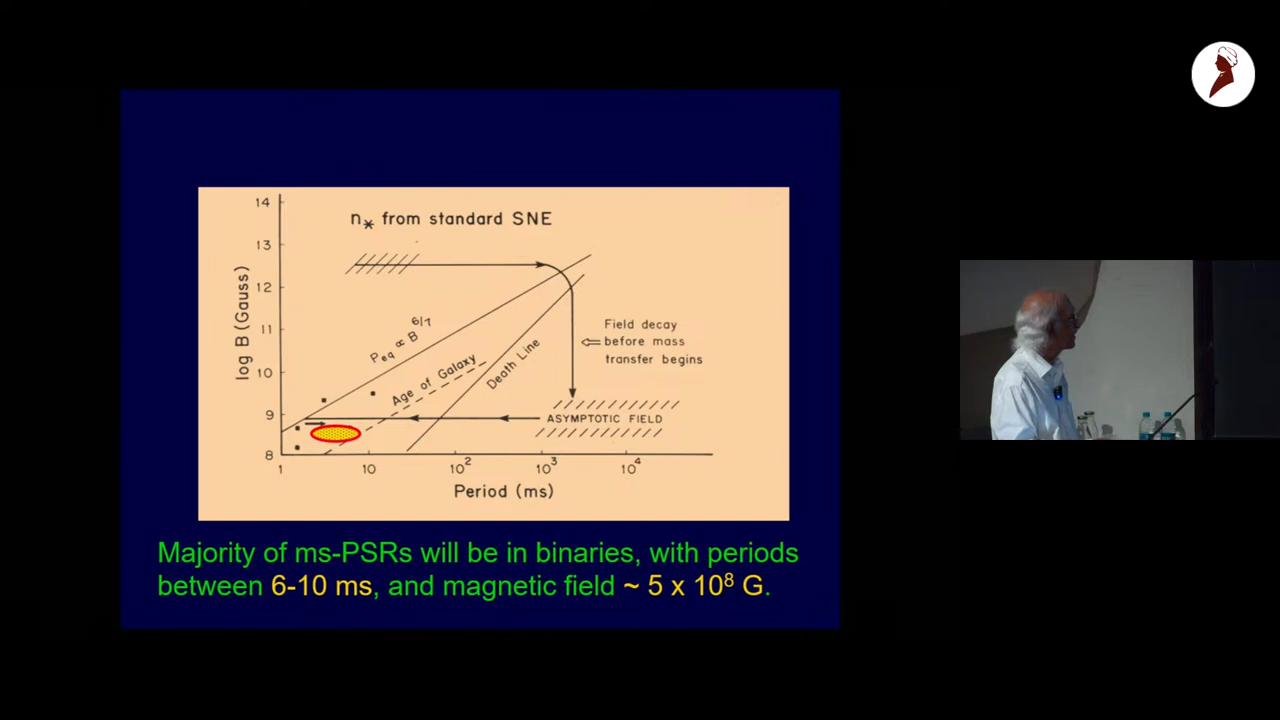 14
n* from standard SNE
13
12
11
10
9
8
log B (Gauss)
Peq ∝ B^6/7
Age of Galaxy
Death Line
Field decay
before mass
transfer begins
ASYMPTOTIC FIELD
1 10 10² 10³ 10⁴
Period (ms)
Majority of ms-PSRs will be in binaries, with periods
between 6-10 ms, and magnetic field ~ 5 x 10⁸ G.